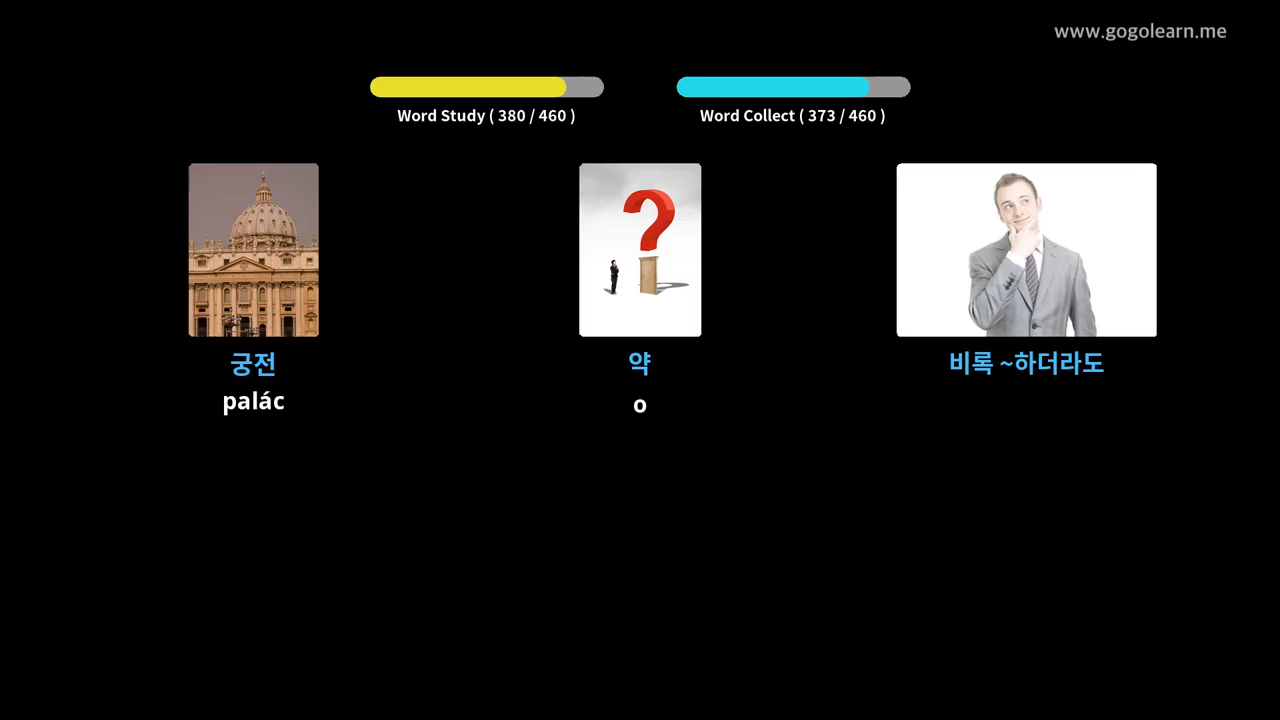 www.gogolearn.me
Word Study ( 380 / 460 )
Word Collect ( 373 / 460 )
궁전
palác
약
o
비록 ~하더라도